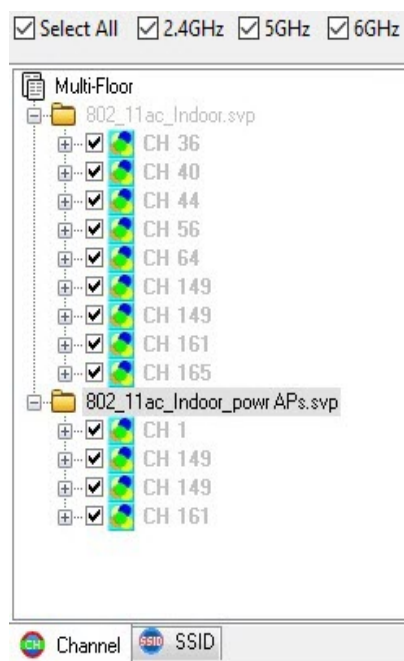 Select All 2.4GHz 5GHz 6GHz
Multi-Floor
802_11ac_Indoor.svp
CH 36
CH 40
CH 44
CH 56
CH 64
CH 149
CH 149
CH 161
CH 165
802_11ac_Indoor_powr APs.svp
CH 1
CH 149
CH 149
CH 161
CH Channel SSID SSID